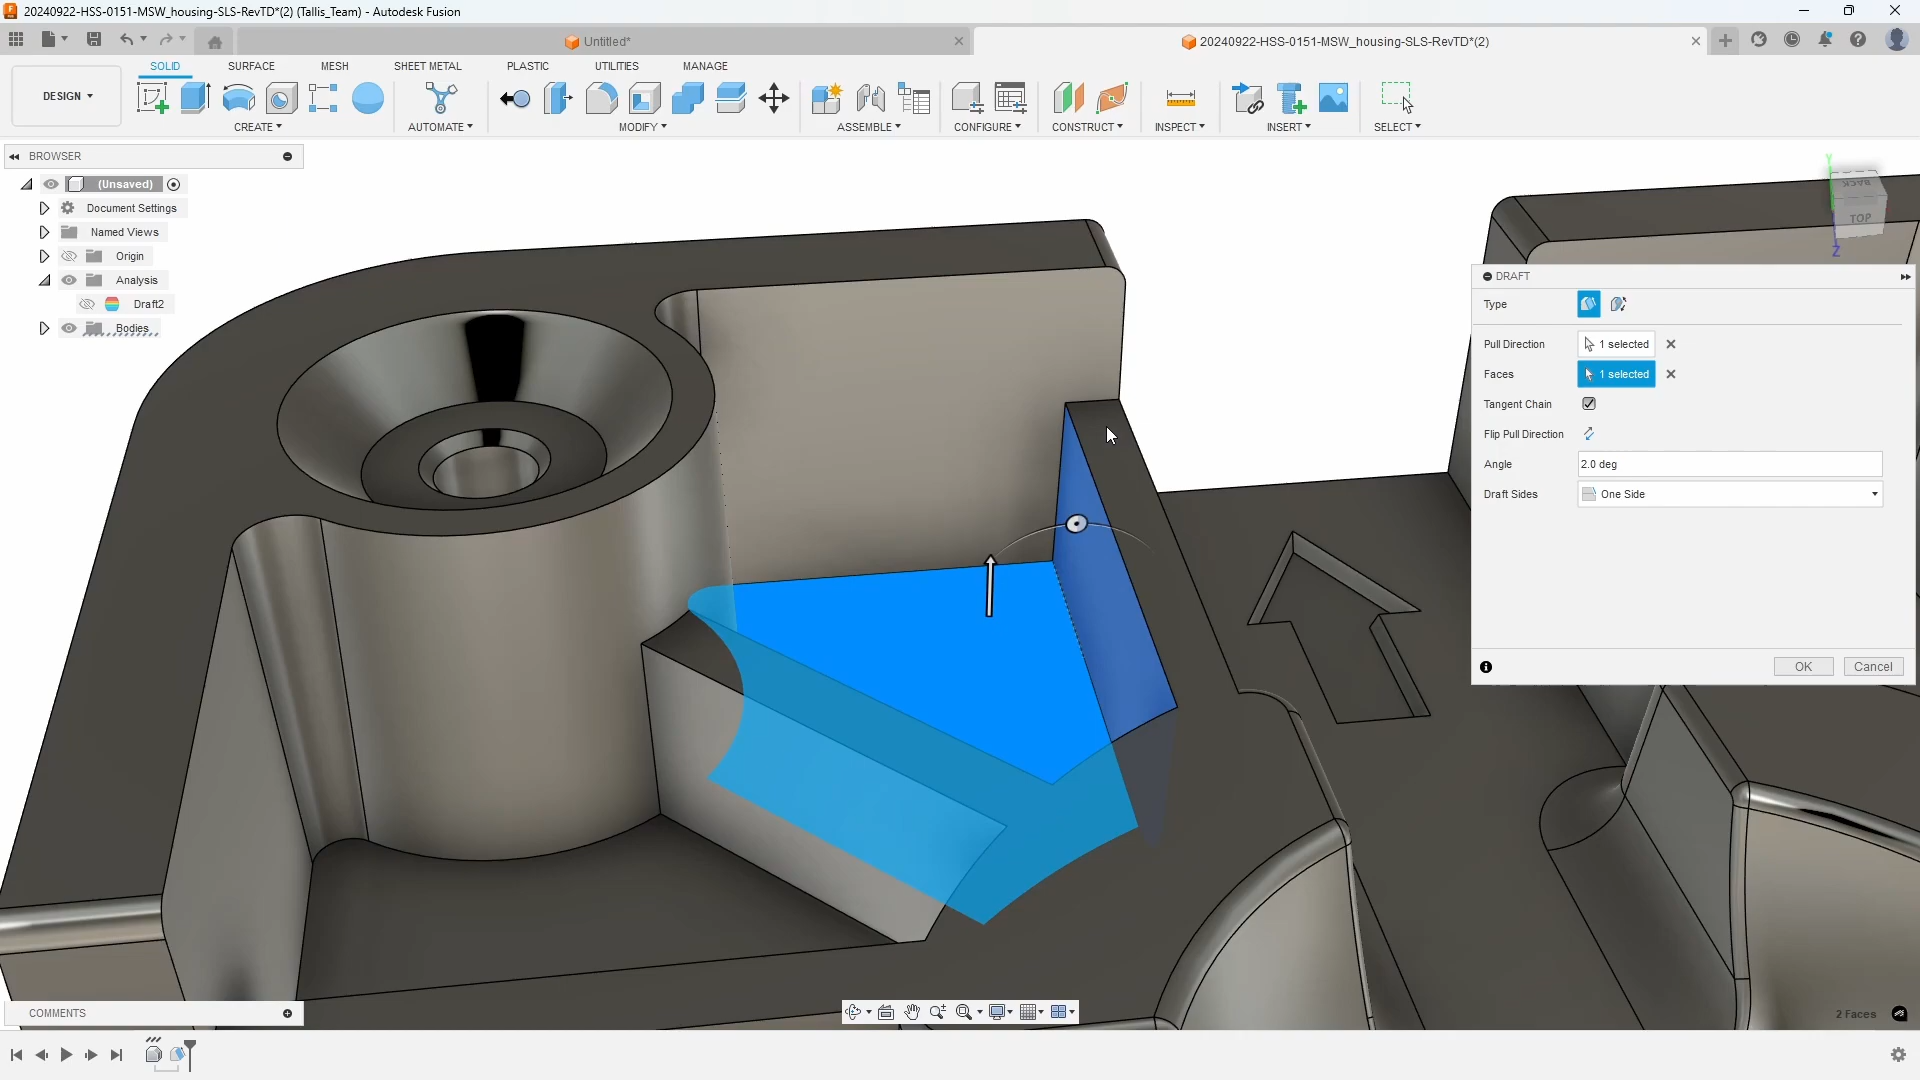 20240922-HSS-0151-MSW_housing-SLS-RevTD*(2) (Tallis_Team) - Autodesk Fusion
Untitled*
20240922-HSS-0151-MSW_housing-SLS-RevTD*(2)
DESIGN
SOLID
SURFACE
MESH
SHEET METAL
PLASTIC
UTILITIES
MANAGE
CREATE
AUTOMATE
MODIFY
ASSEMBLE
CONFIGURE
CONSTRUCT
INSPECT
INSERT
SELECT
BROWSER
(Unsaved)
Document Settings
Named Views
Origin
Analysis
Draft2
Bodies
Y
BACK
TOP
Z
DRAFT
Type
Pull Direction
1 selected
Faces
1 selected
Tangent Chain
Flip Pull Direction
Angle
2.0 deg
Draft Sides
One Side
OK
Cancel
COMMENTS
2 Faces